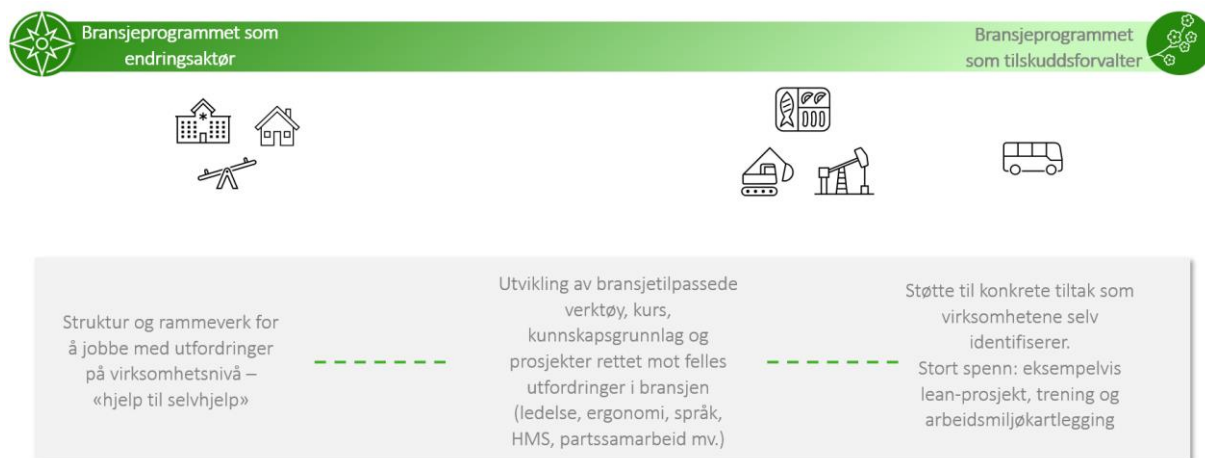 Bransjeprogrammet som
endringsaktør
Bransjeprogrammet
som tilskuddsforvalter
Struktur og rammeverk for
å jobbe med utfordringer
på virksomhetsnivå –
«hjelp til selvhjelp»
Utvikling av bransjetilpassede
verktøy, kurs,
kunnskapsgrunnlag og
prosjekter rettet mot felles
utfordringer i bransjen
(ledelse, ergonomi, språk,
HMS, partssamarbeid mv.)
Støtte til konkrete tiltak som
virksomhetene selv
identifiserer.
Stort spenn: eksempelvis
lean-prosjekt, trening og
arbeidsmiljøkartlegging